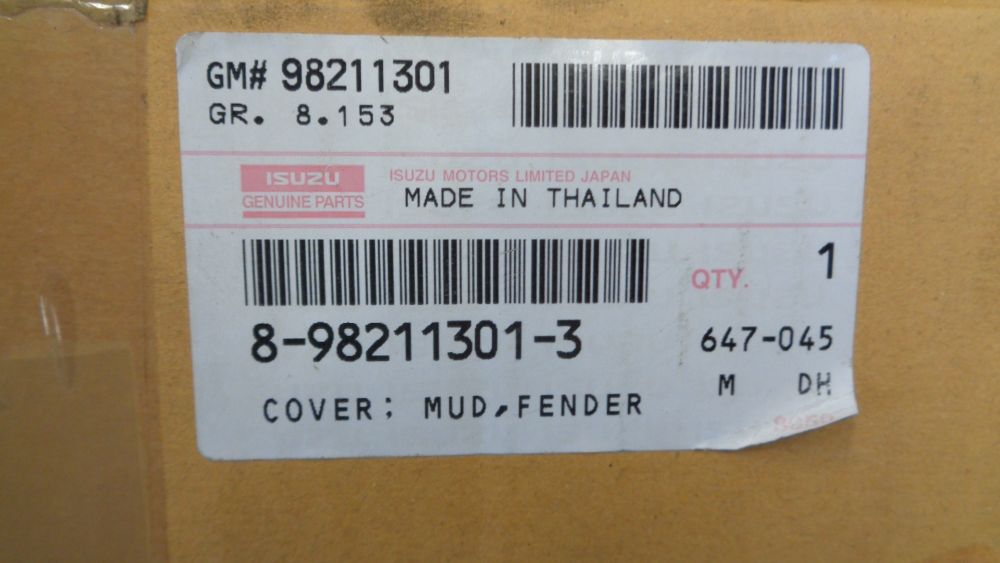 GM# 98211301
GR. 8.153
ISUZU
GENUINE PARTS
ISUZU MOTORS LIMITED JAPAN
MADE IN THAILAND
QTY. 1
8-98211301-3
647-045
M DH
COVER; MUD,FENDER